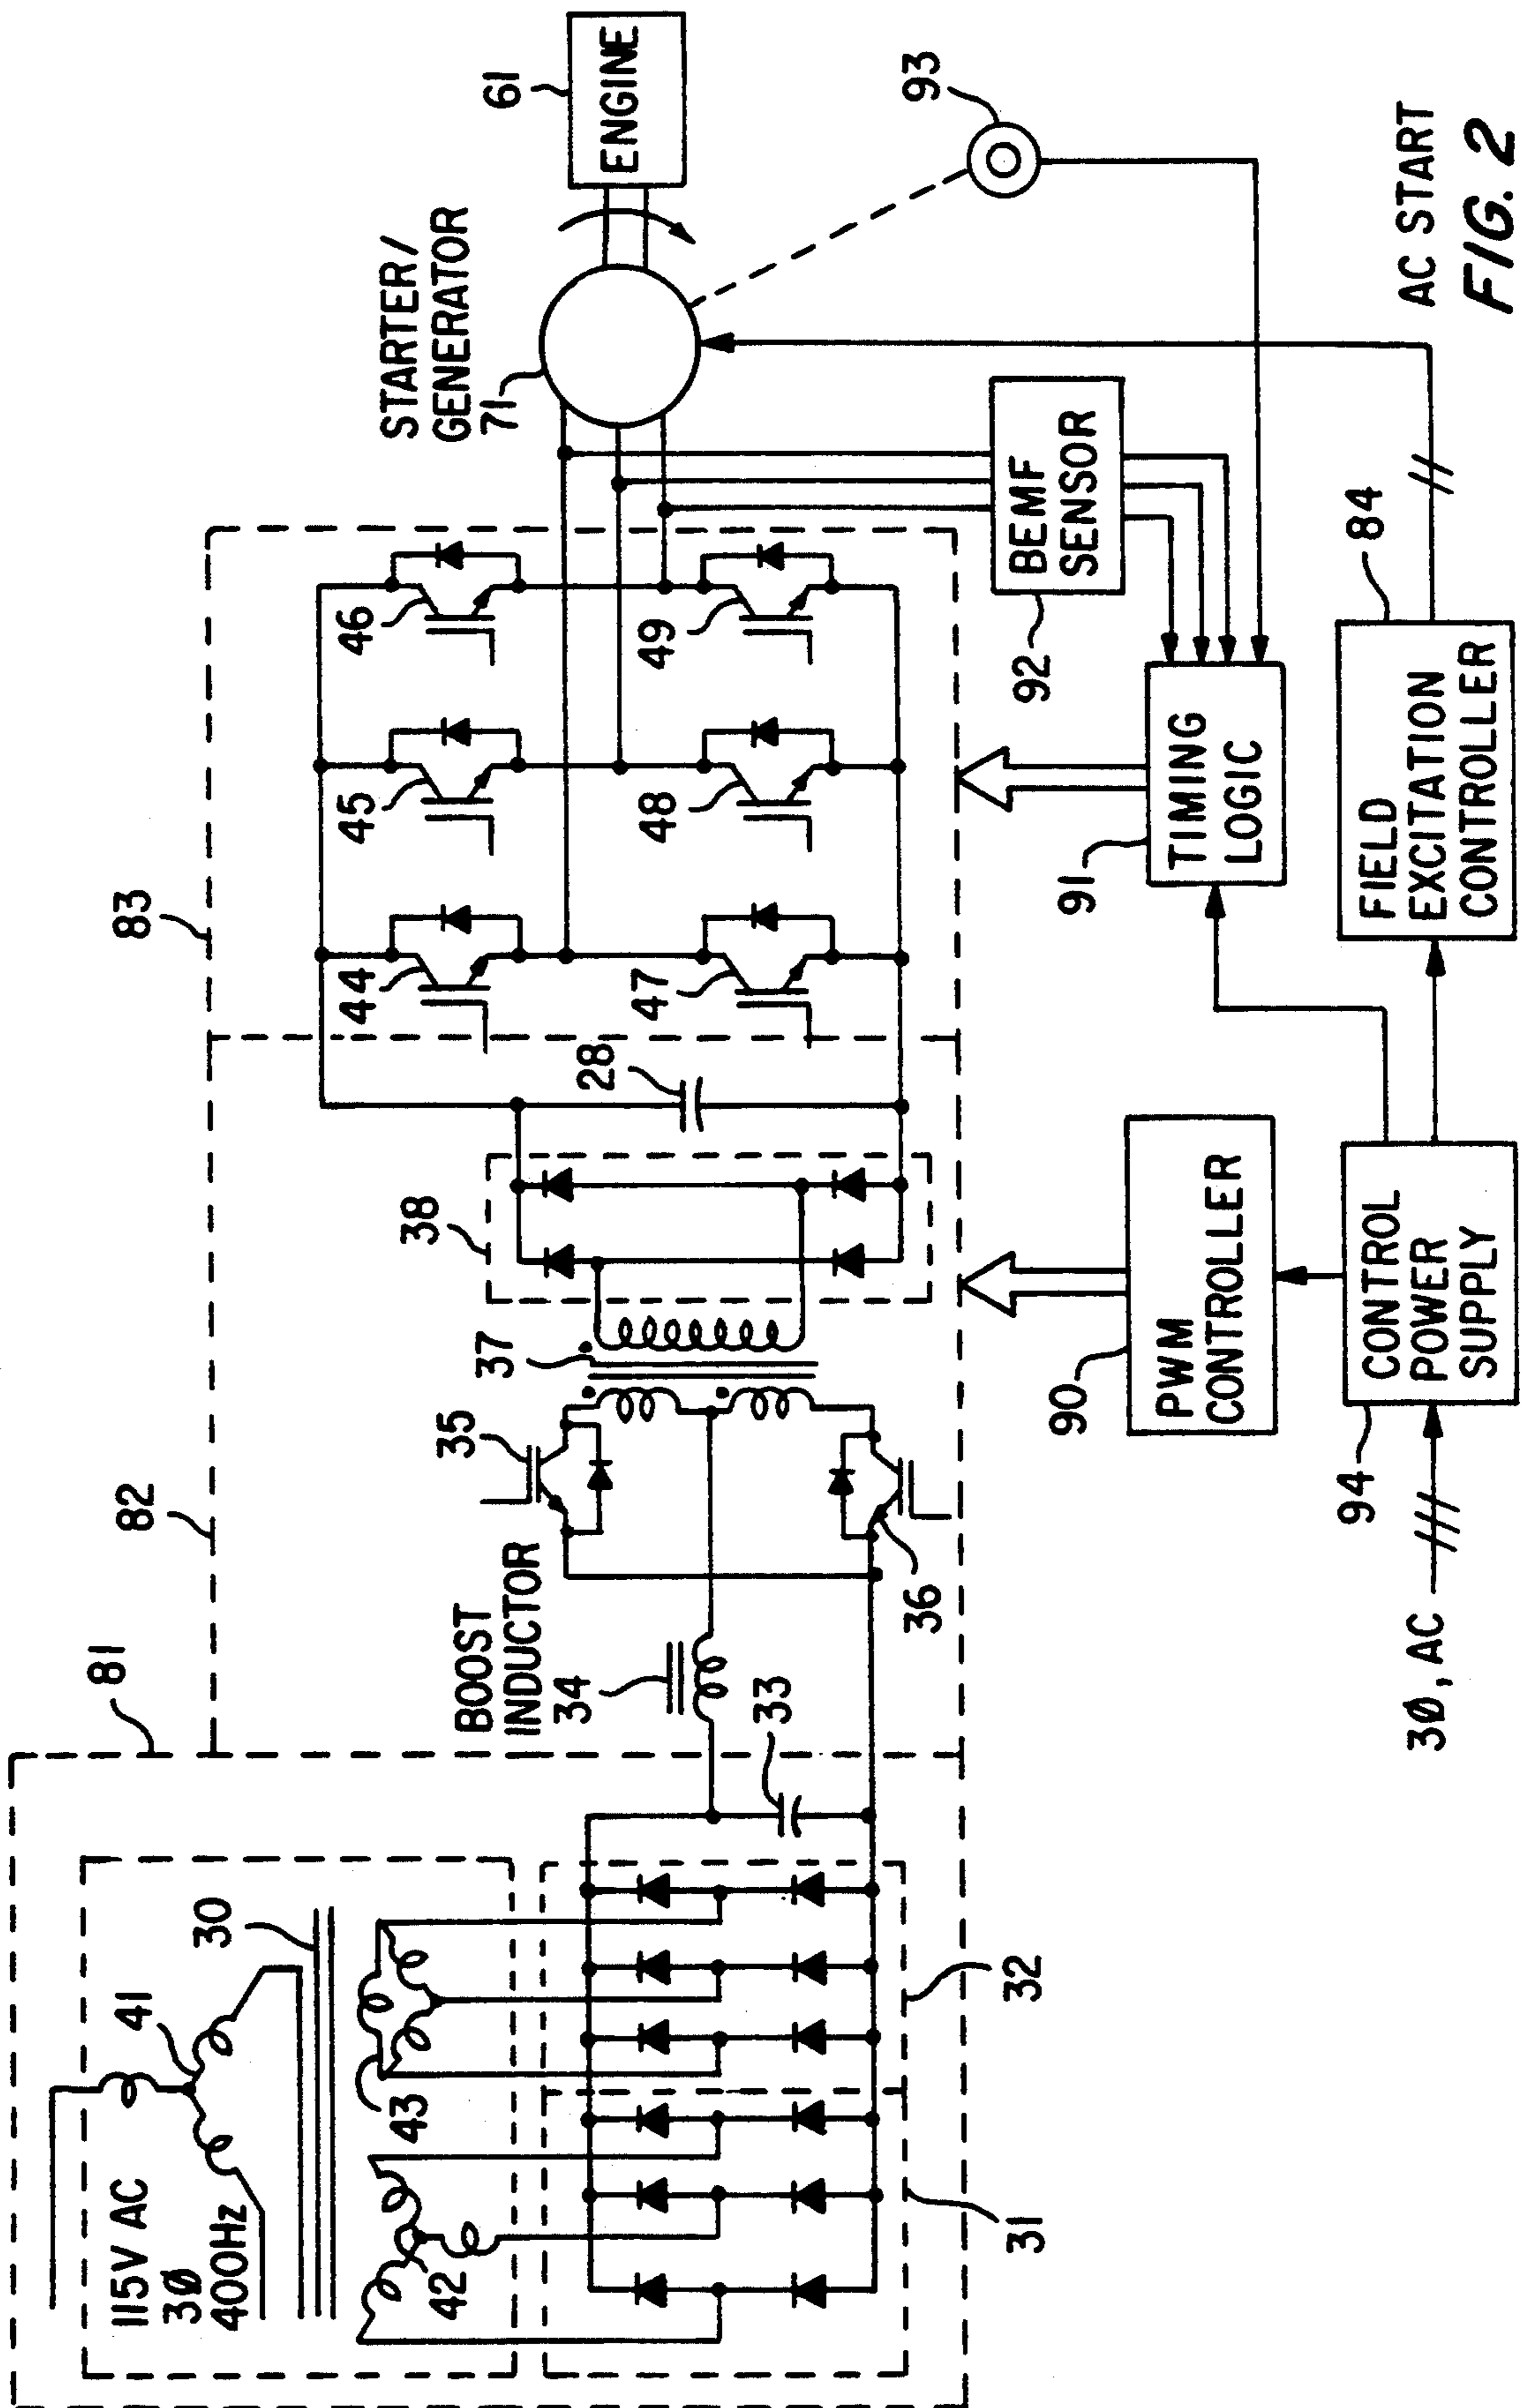 81
82
83
115V AC
3Ø
400Hz
41
30
42
43
31
32
33
BOOST
INDUCTOR
34
35
36
37
38
28
44
45
46
47
48
49
STARTER/
GENERATOR
71
61
ENGINE
93
BEMF
SENSOR
92
TIMING
LOGIC
91
PWM
CONTROLLER
90
CONTROL
POWER
SUPPLY
94
3Ø, AC
FIELD
EXCITATION
CONTROLLER
84
AC START
FIG. 2